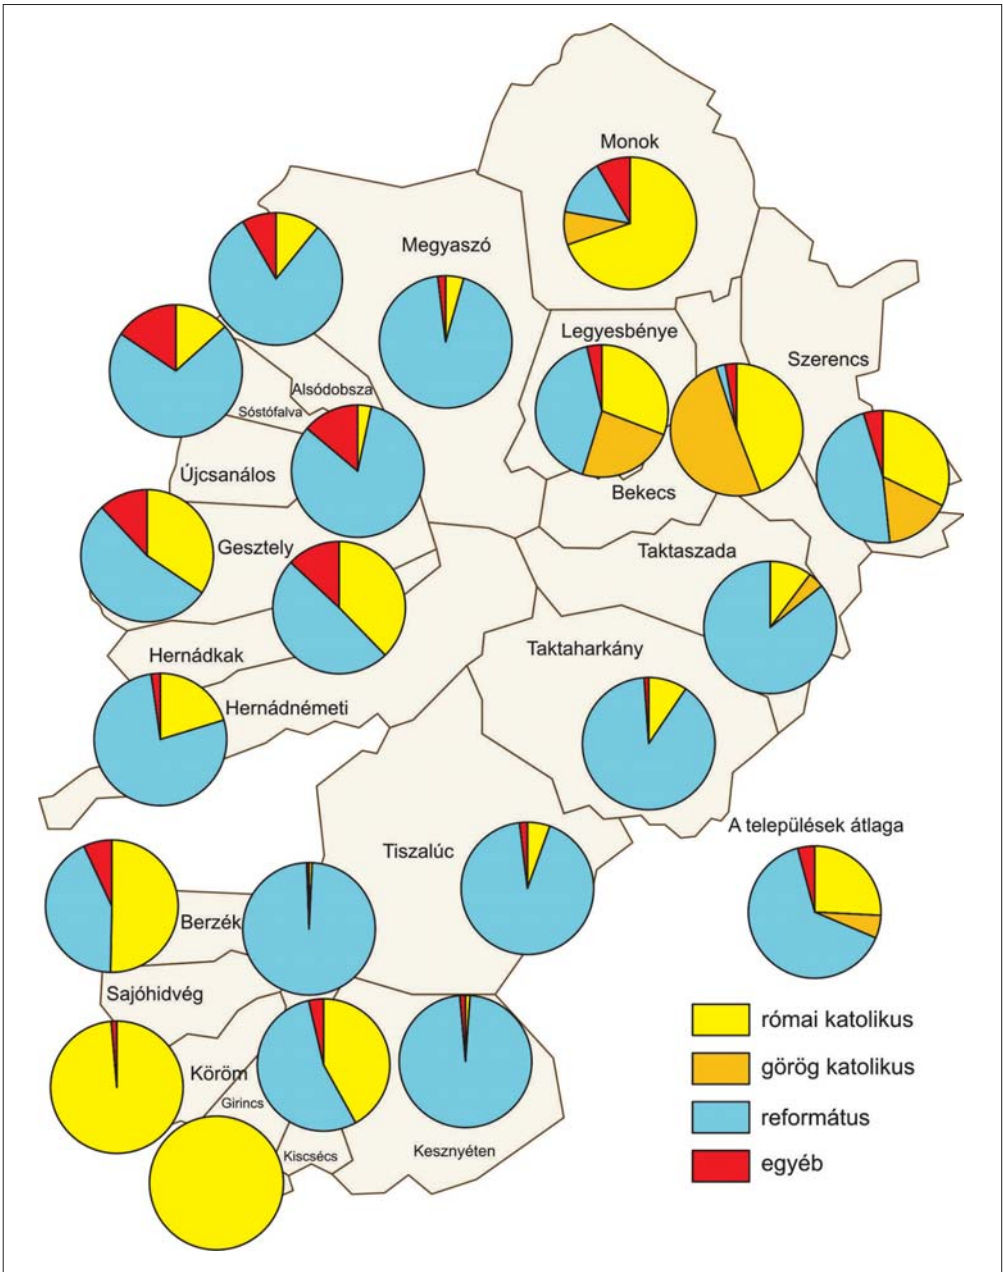 Monok
Megyaszó
Legyesbénye
Szerencs
Alsódobsza
Sóstófalva
Újcsanálos
Bekecs
Gesztely
Taktaszada
Taktaharkány
Hernádkak
Hernádnémeti
A települések átlaga
Tiszalúc
Berzék
Sajóhidvég
Köröm
Girincs
Kiscsécs
Kesznyéten
római katolikus
görög katolikus
református
egyéb